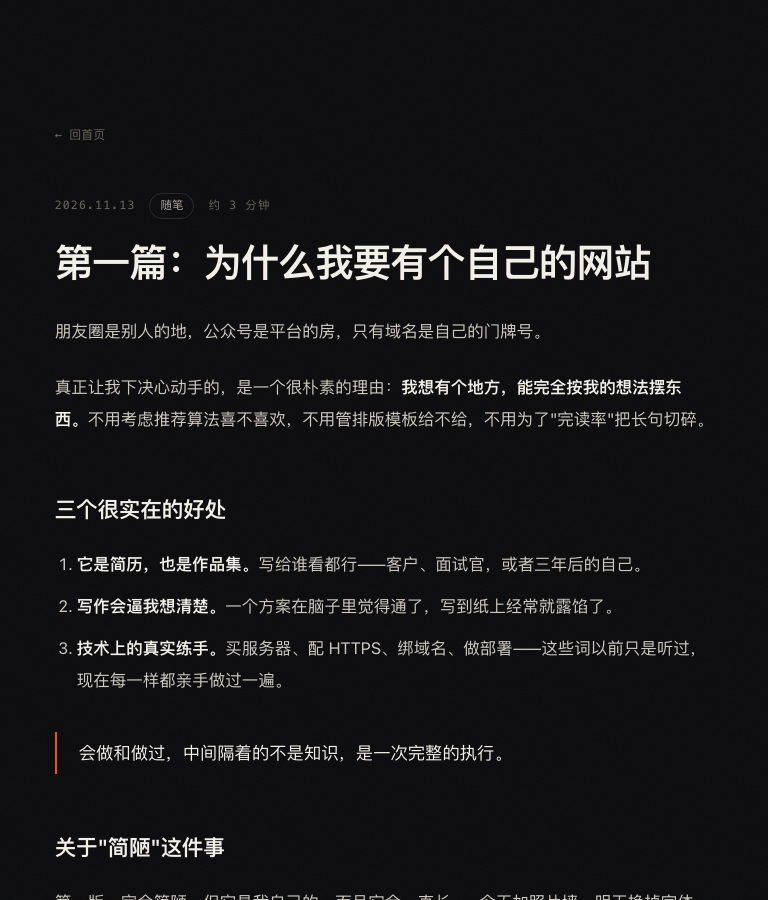 ← 回首页
2026.11.13 随笔 约 3 分钟
第一篇：为什么我要有个自己的网站
朋友圈是别人的地，公众号是平台的房，只有域名是自己的门牌号。
真正让我下决心动手的，是一个很朴素的理由：我想有个地方，能完全按我的想法摆东
西。不用考虑推荐算法喜不喜欢，不用管排版模板给不给，不用为了"完读率"把长句切碎。
三个很实在的好处
1. 它是简历，也是作品集。写给谁看都行——客户、面试官，或者三年后的自己。
2. 写作会逼我想清楚。一个方案在脑子里觉得通了，写到纸上经常就露馅了。
3. 技术上的真实练手。买服务器、配 HTTPS、绑域名、做部署——这些词以前只是听过，
现在每一样都亲手做过一遍。
会做和做过，中间隔着的不是知识，是一次完整的执行。
关于"简陋"这件事